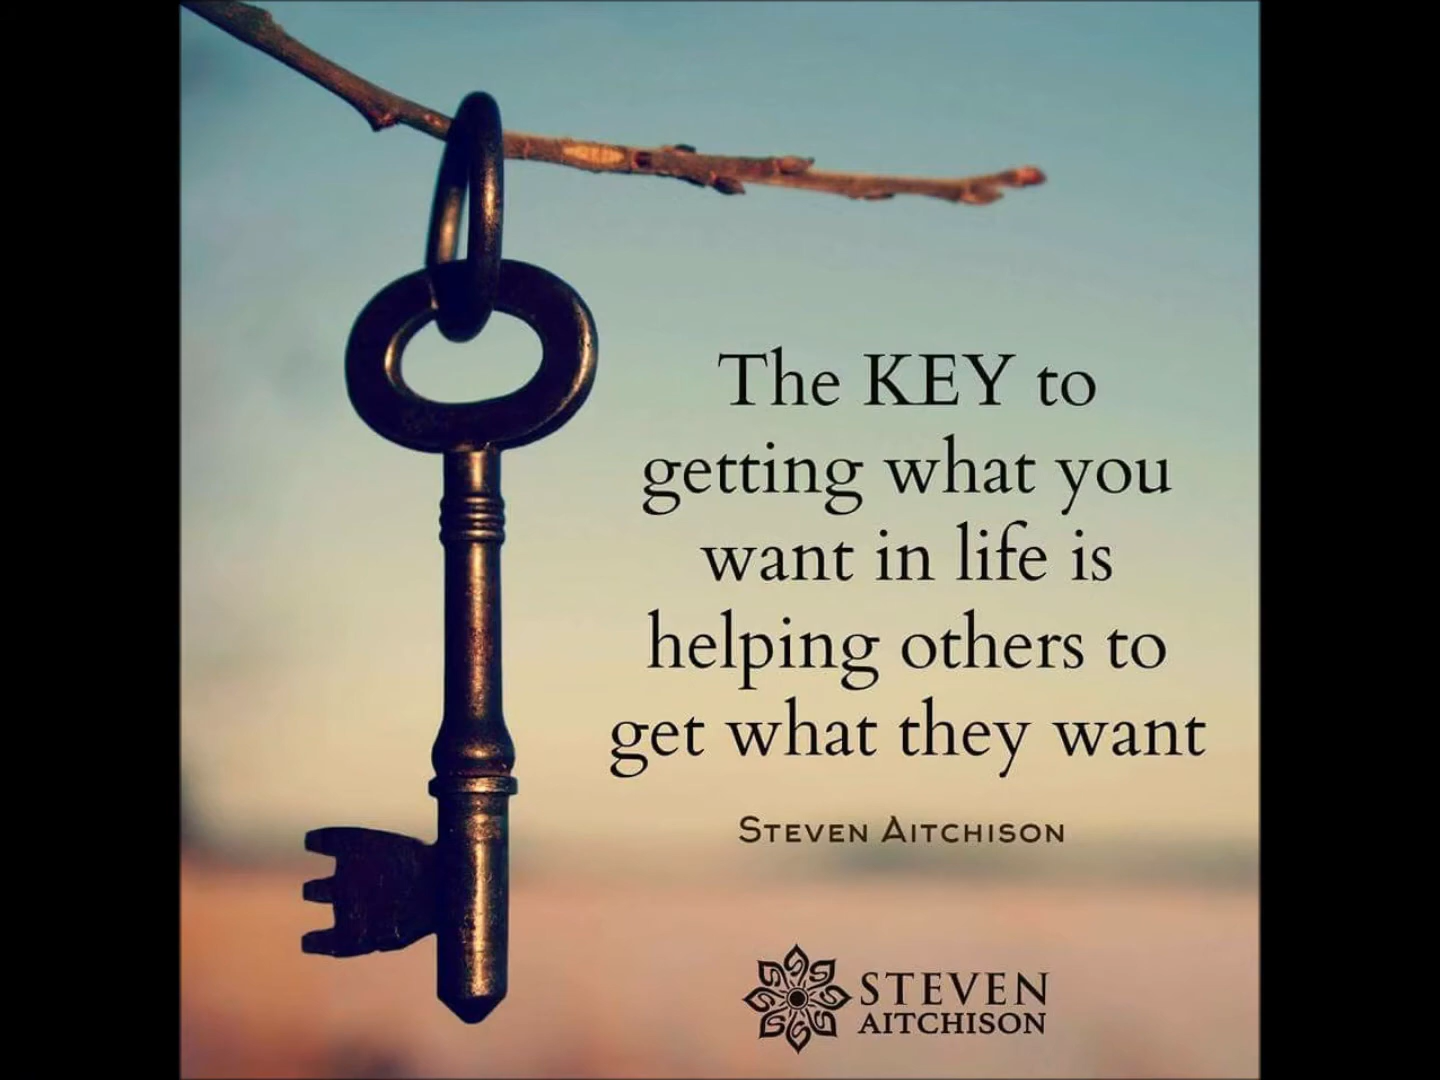 The KEY to
getting what you
want in life is
helping others to
get what they want
STEVEN AITCHISON
STEVEN
AITCHISON